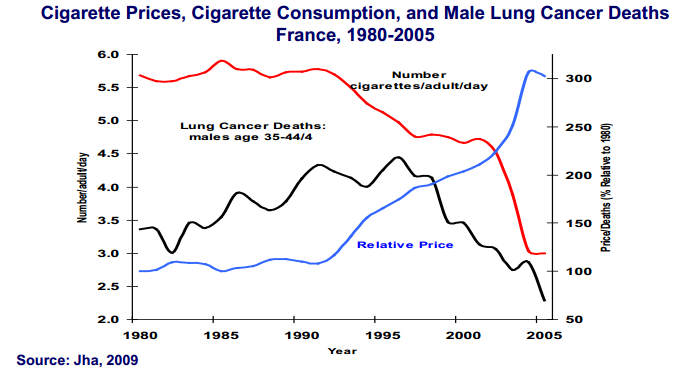 Cigarette Prices, Cigarette Consumption, and Male Lung Cancer Deaths
France, 1980-2005
6.0
5.5
5.0
4.5
4.0
3.5
3.0
2.5
2.0
Number/adult/day
Number
cigarettes/adult/day
Lung Cancer Deaths:
males age 35-44/4
Relative Price
300
250
200
150
100
50
Price/Deaths (% Relative to 1980)
1980
1985
1990
1995
2000
2005
Year
Source: Jha, 2009